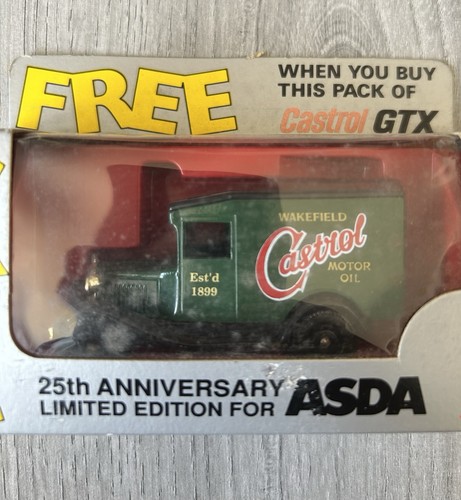 FREE
WHEN YOU BUY
THIS PACK OF
Castrol GTX
WAKEFIELD
Castrol
MOTOR
OIL
Est'd
1899
25th ANNIVERSARY
LIMITED EDITION FOR ASDA